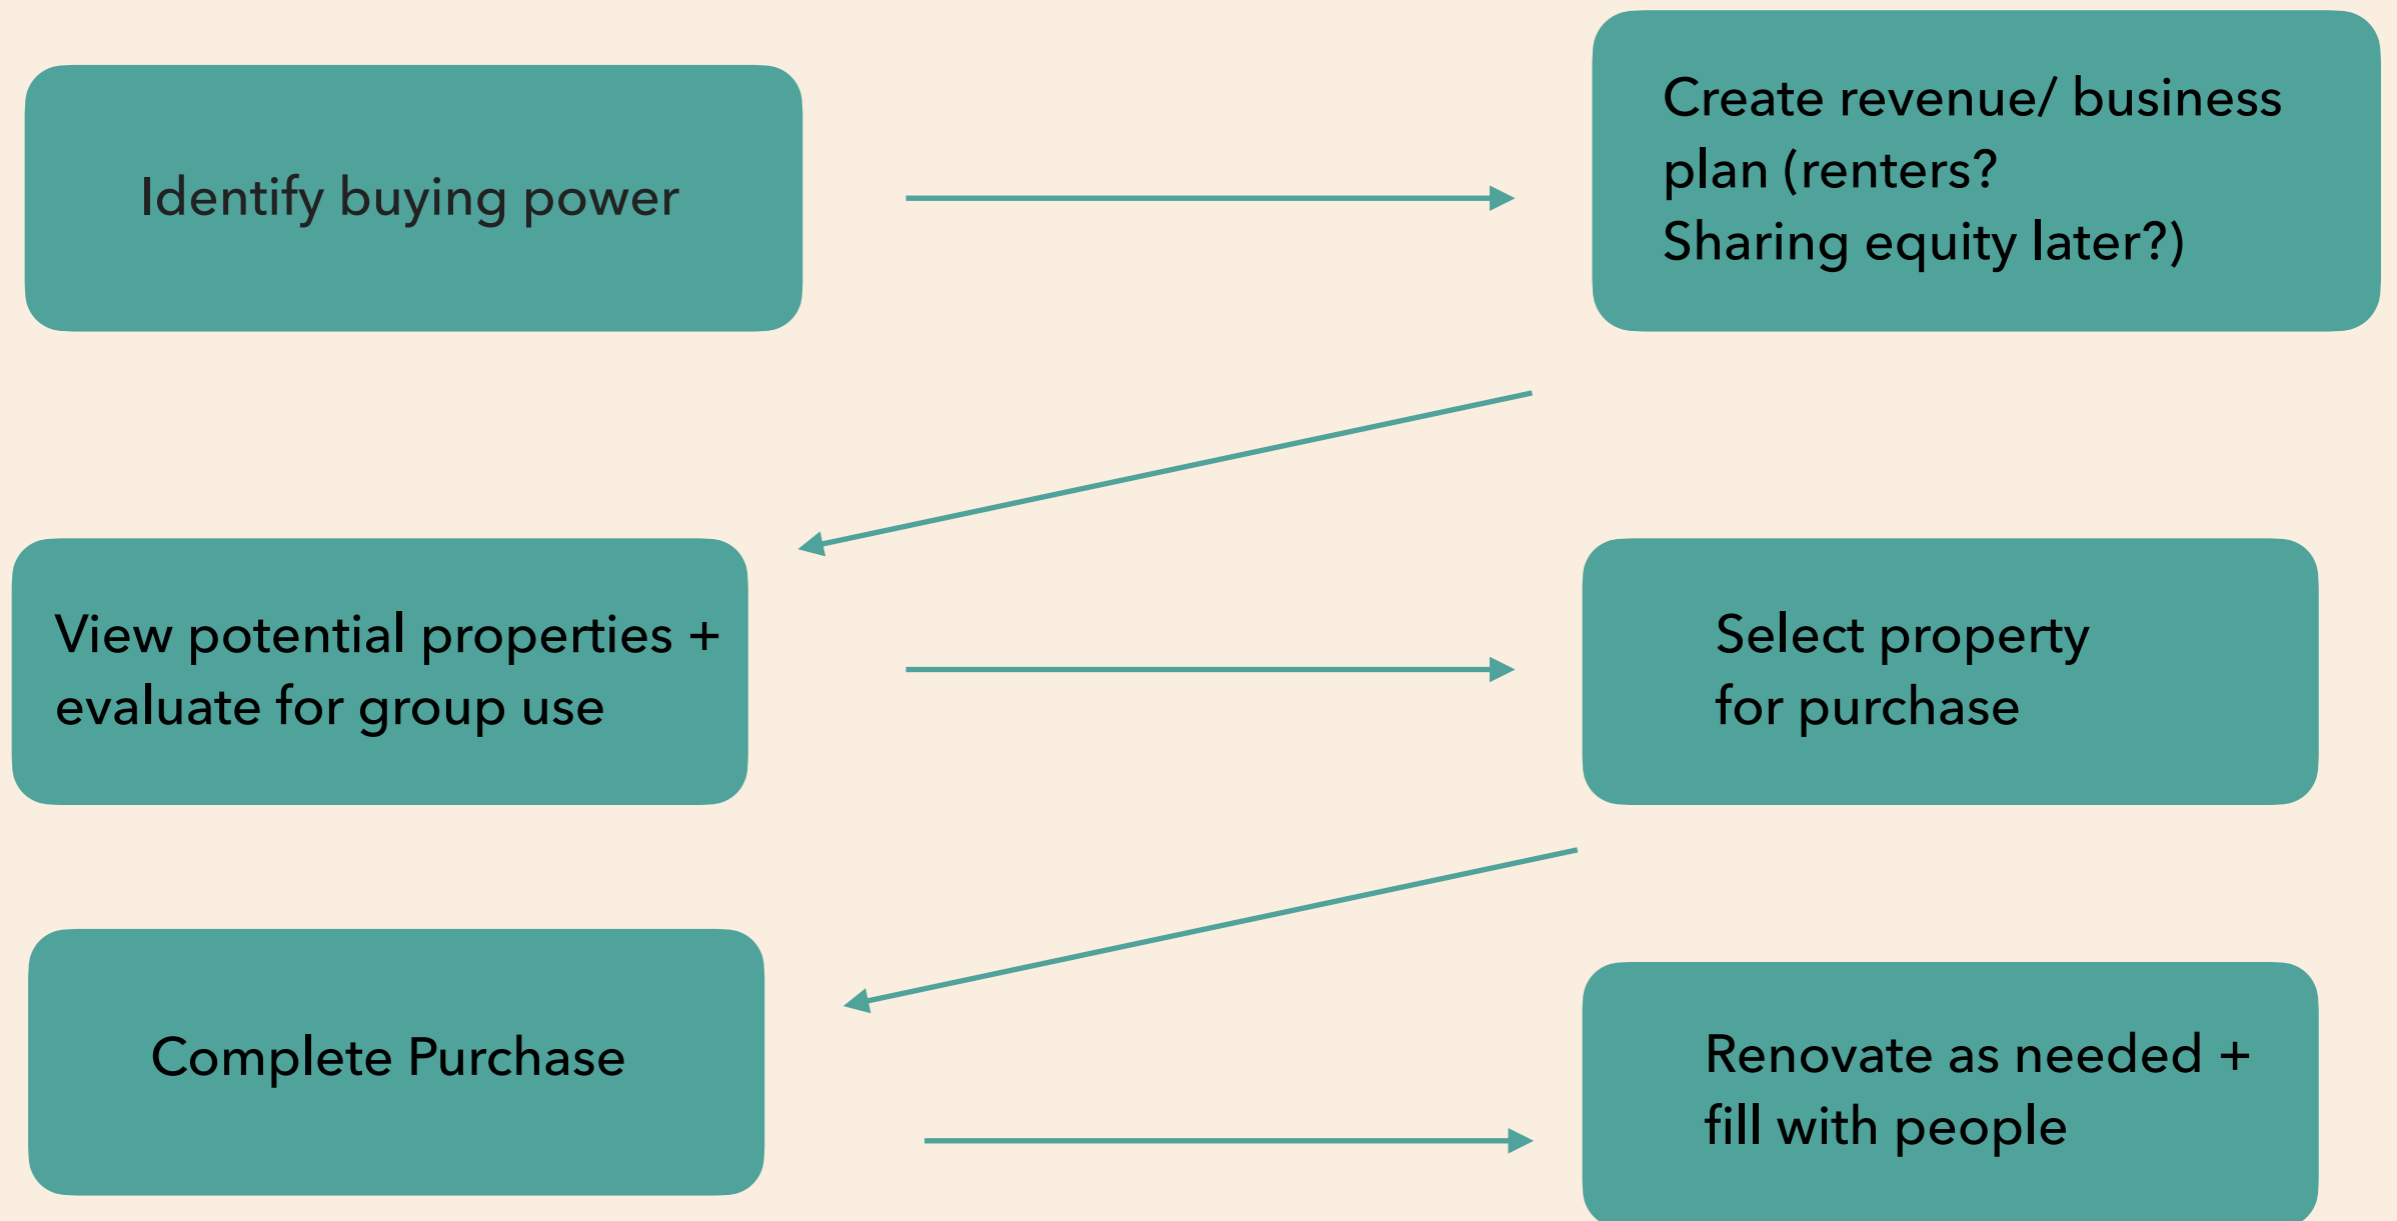 Identify buying power
Create revenue/ business
plan (renters?
Sharing equity later?)
View potential properties +
evaluate for group use
Select property
for purchase
Complete Purchase
Renovate as needed +
fill with people